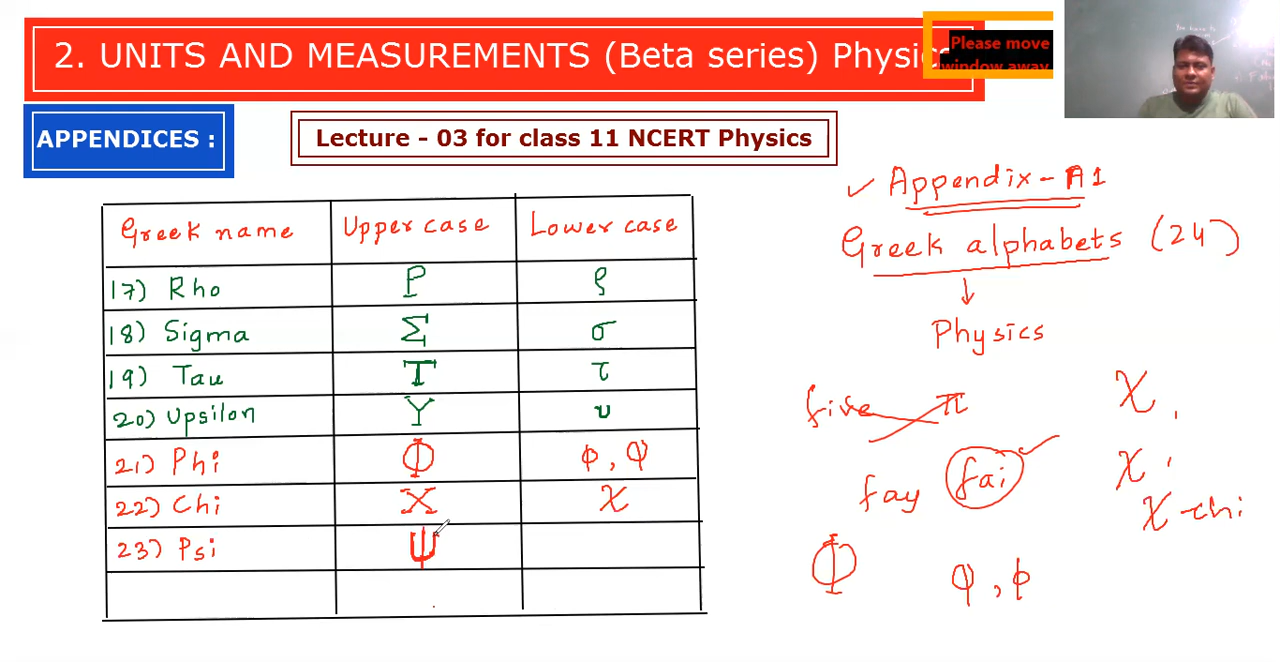 2. UNITS AND MEASUREMENTS (Beta series) Physic
Please move
window away
APPENDICES :
Lecture - 03 for class 11 NCERT Physics
✓ Appendix-A1
Greek alphabets (24)
↓
Physics
Greek name Upper case Lower case
17) Rho Ρ ρ
18) Sigma Σ σ
19) Tau Τ τ
20) Upsilon Υ υ
21) Phi Φ ϕ, φ
22) Chi Χ χ
23) Psi Ψ
five π
fay fai ✓
Φ φ, ϕ
χ,
χ,
χ-chi